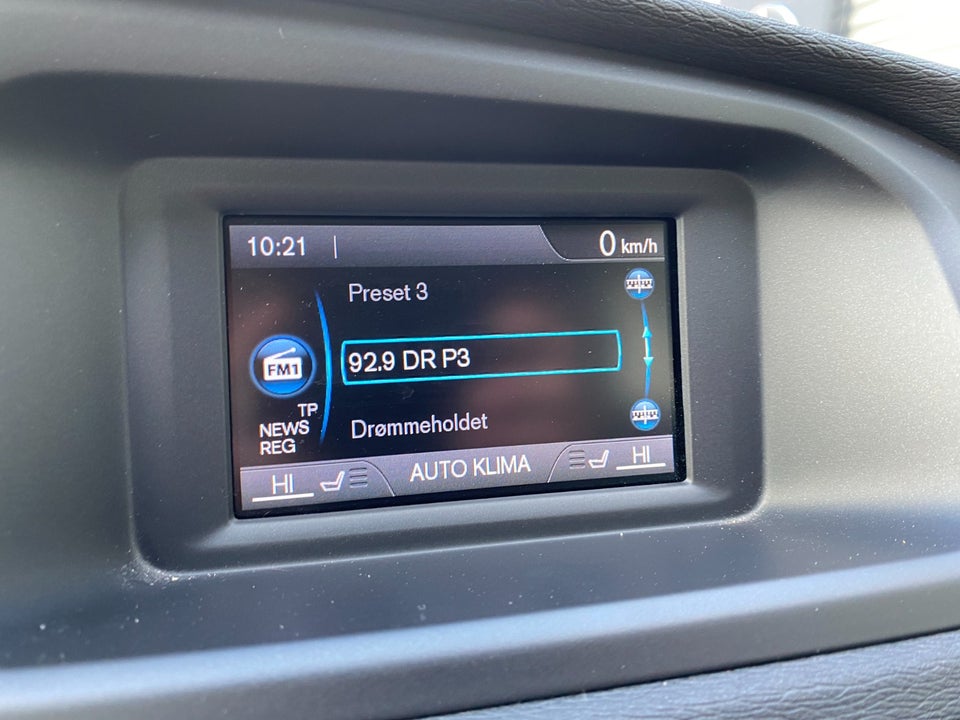 10:21
0 km/h
Preset 3
92.9 DR P3
FM1
TP
NEWS
REG
Drømmeholdet
HI
AUTO KLIMA
HI